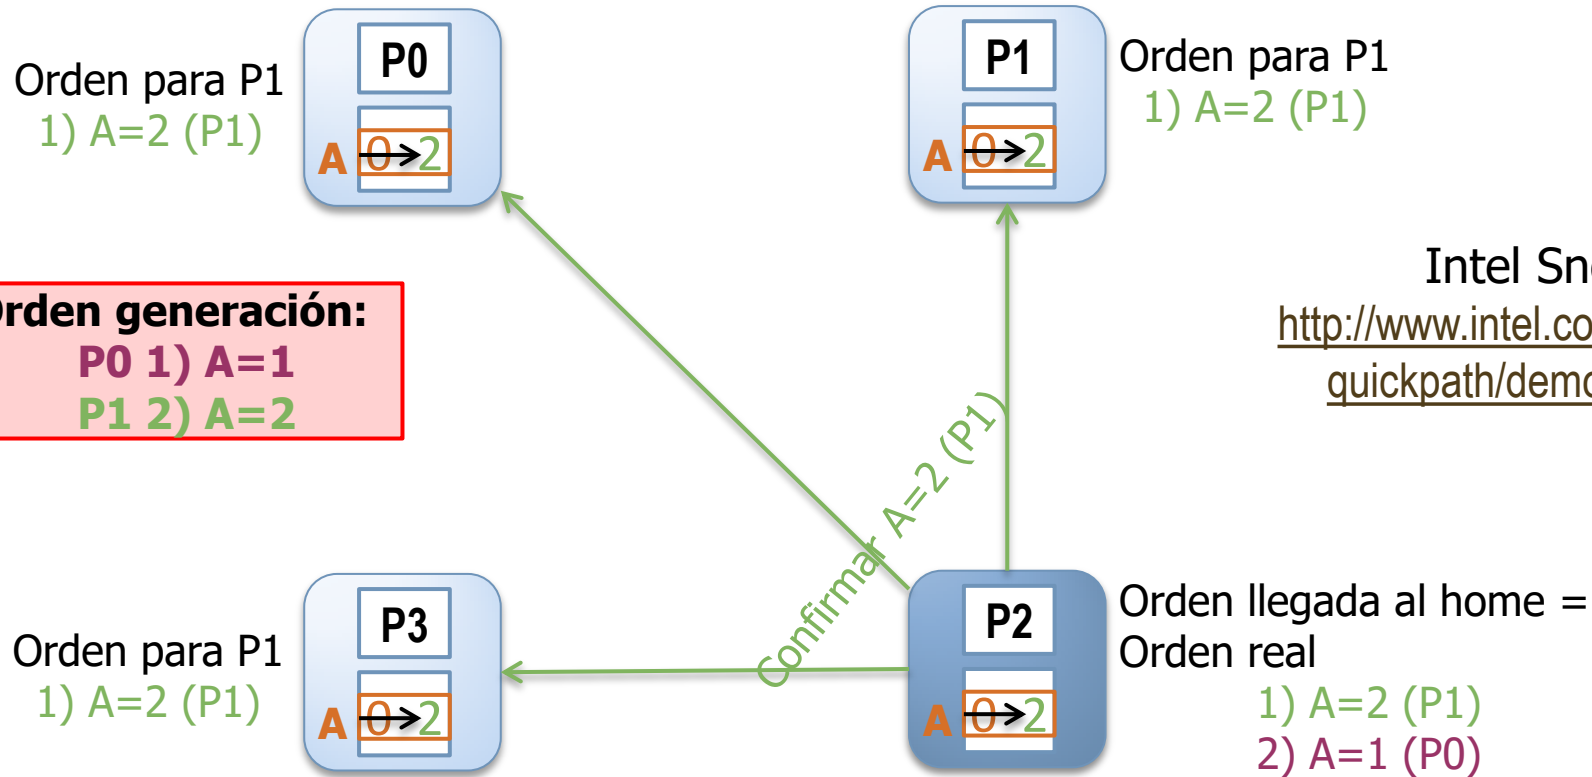 P0
Orden para P1
1) A=2 (P1)
A 0→2
P1
Orden para P1
1) A=2 (P1)
A 0→2
Orden generación:
P0 1) A=1
P1 2) A=2
Intel Sn
http://www.intel.co
quickpath/demo
Confirmar A=2 (P1)
P3
Orden para P1
1) A=2 (P1)
A 0→2
P2
A 0→2
Orden llegada al home =
Orden real
1) A=2 (P1)
2) A=1 (P0)